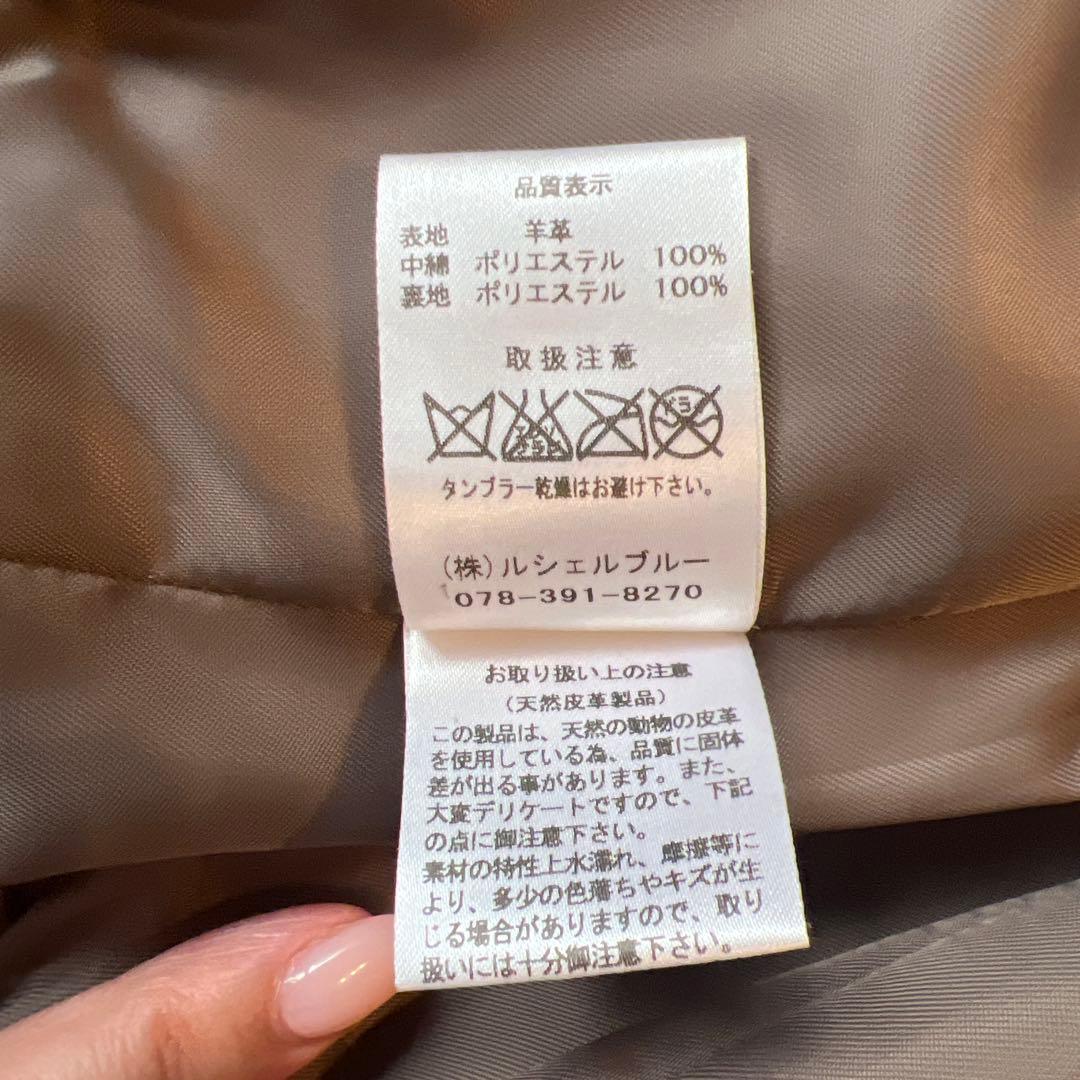 品質表示
表地 羊革
中綿 ポリエステル 100%
裏地 ポリエステル 100%
取扱注意
ドライ
タンブラー乾燥はお避け下さい。
(株)ルシェルブルー
078-391-8270
お取り扱い上の注意
(天然皮革製品)
この製品は、天然の動物の皮革
を使用している為、品質に固体
差が出る事があります。また、
大変デリケートですので、下記
の点に御注意下さい。
素材の特性上水濡れ、摩擦等に
より、多少の色落ちやキズが生
じる場合がありますので、取り
扱いには十分御注意下さい。